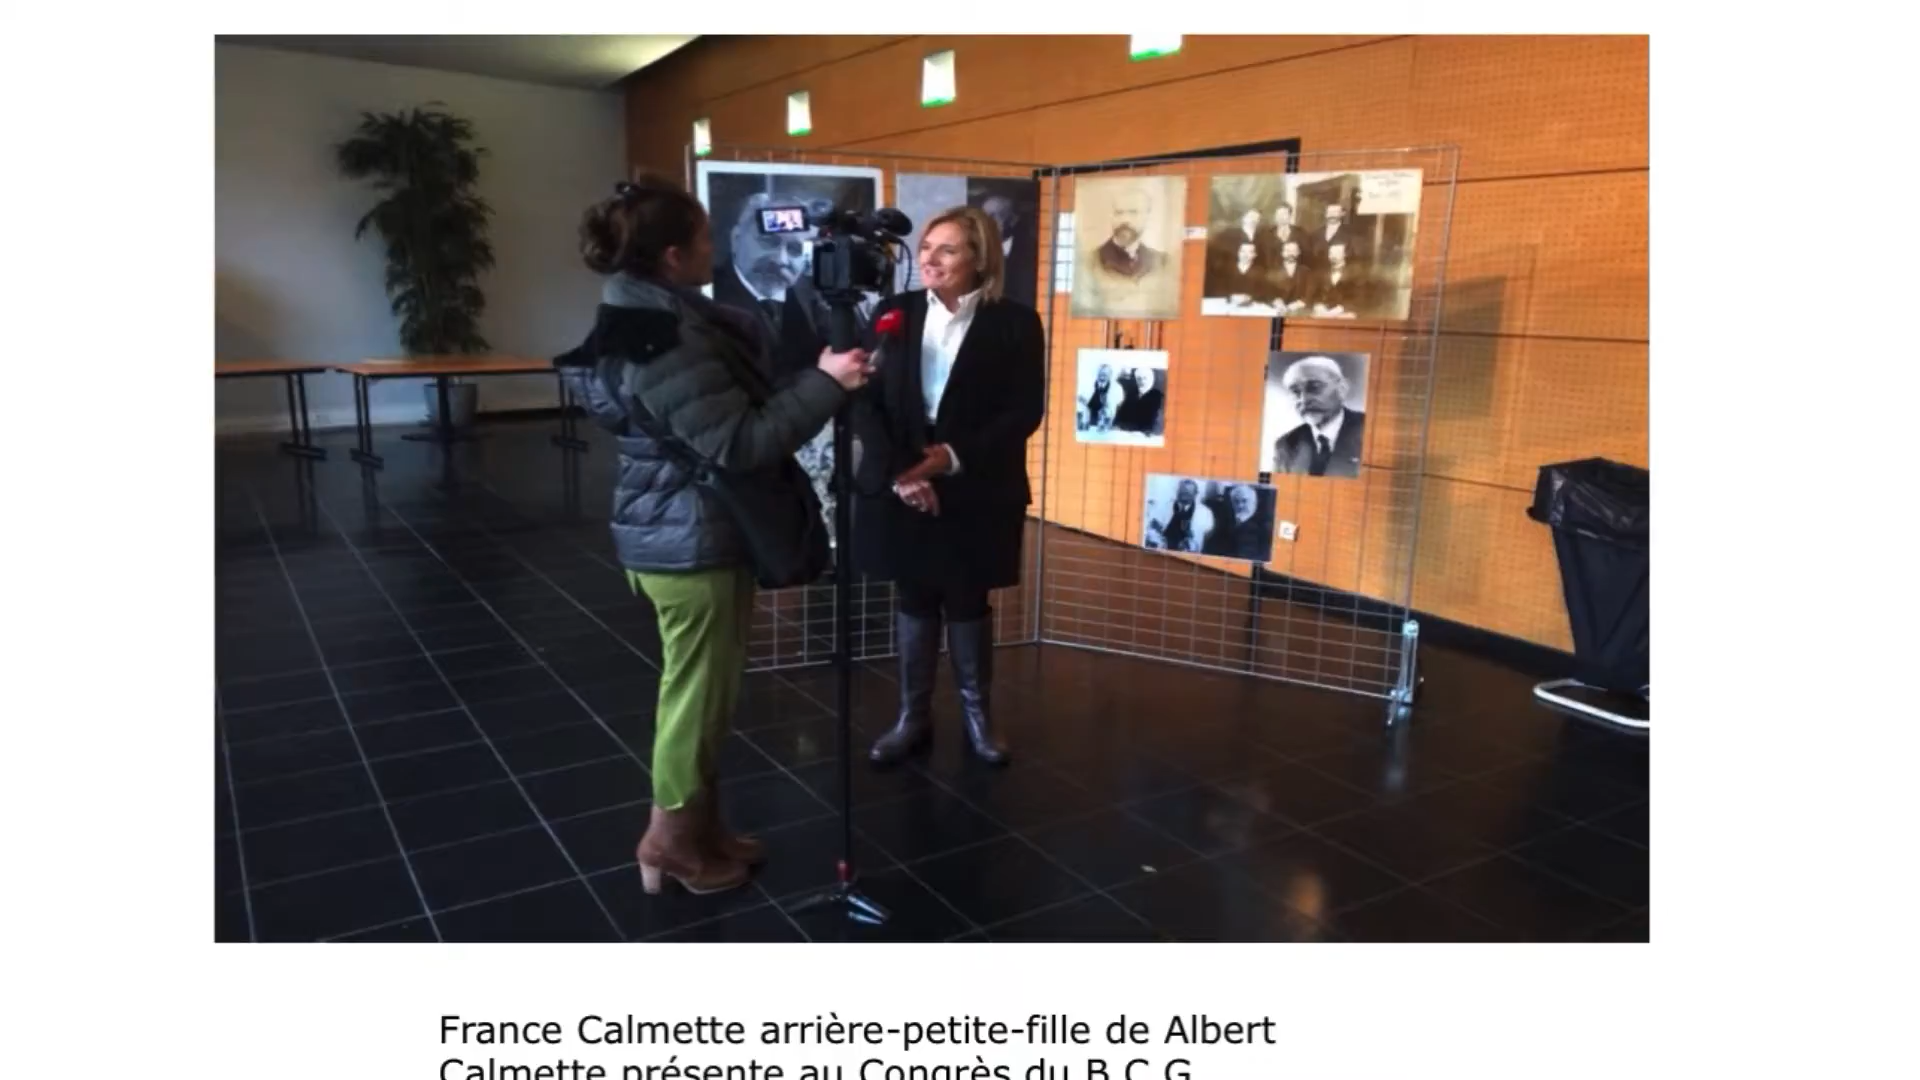 France Calmette arrière-petite-fille de Albert
Calmette présente au Congrès du B.C.G